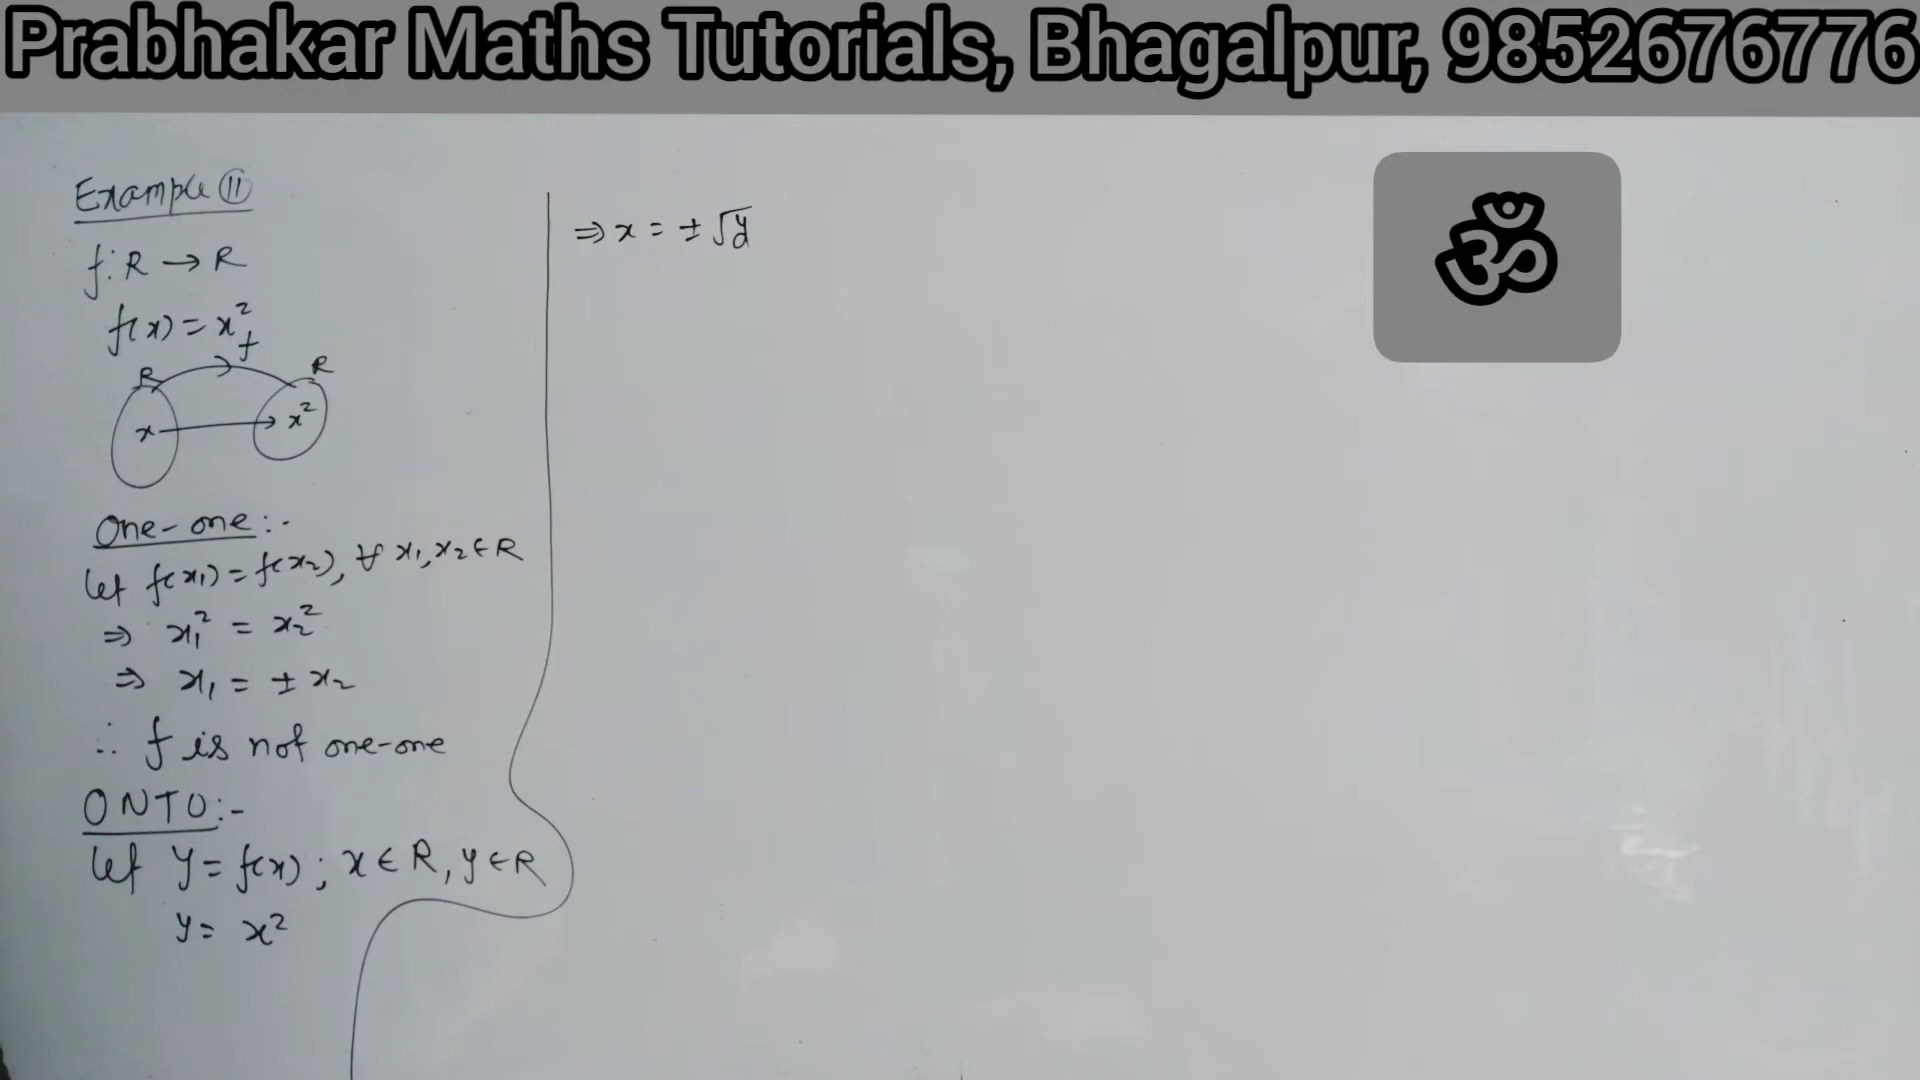 Prabhakar Maths Tutorials, Bhagalpur, 9852676776
ॐ
Example ⑪
f: R → R
f(x) = x²
f
R R
x → x²
One-one:-
let f(x₁) = f(x₂), ∀ x₁, x₂ ∈ R
⇒ x₁² = x₂²
⇒ x₁ = ± x₂
∴ f is not one-one
ONTO:-
let y = f(x); x ∈ R, y ∈ R
y = x²
⇒ x = ± √y